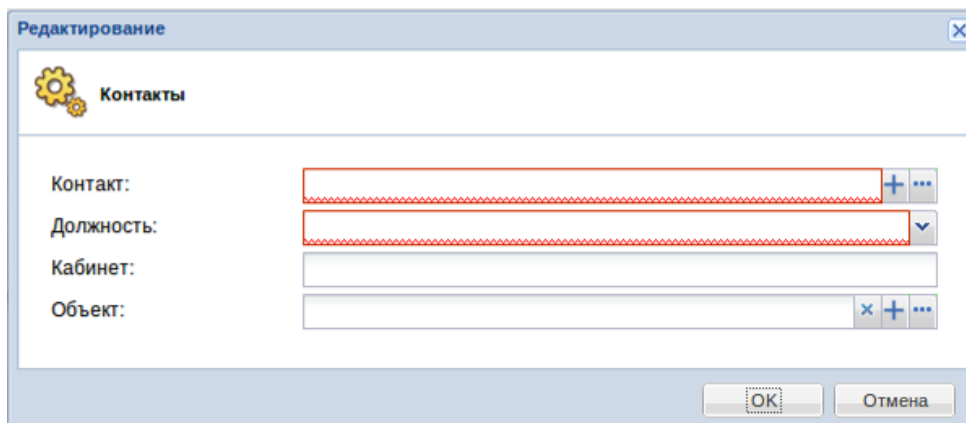 Редактирование
Контакты
Контакт:
Должность:
Кабинет:
Объект:
OK
Отмена